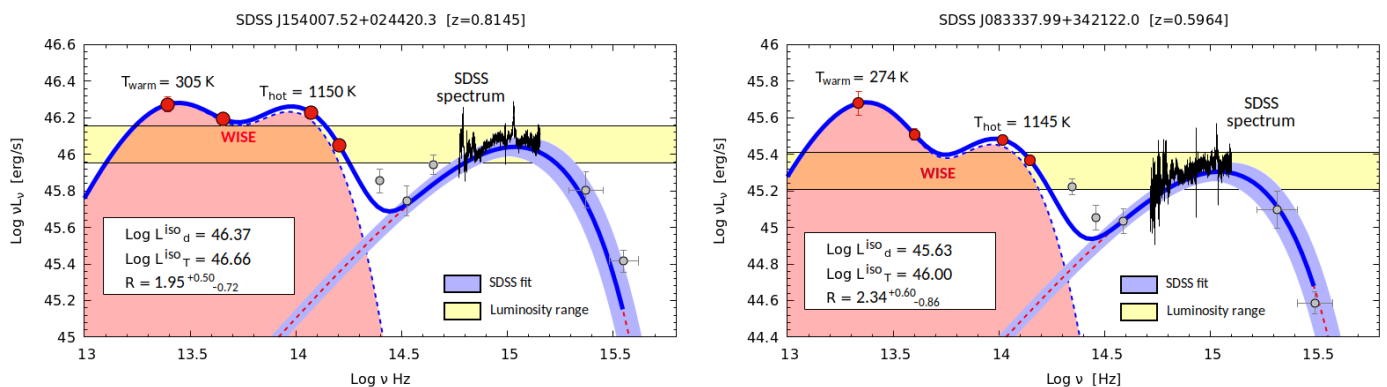 SDSS J154007.52+024420.3 [z=0.8145]
46.6
46.4
46.2
46
45.8
45.6
45.4
45.2
45
Log νLν [erg/s]
Twarm = 305 K
Thot = 1150 K
SDSS
spectrum
WISE
Log L^iso_d = 46.37
Log L^iso_T = 46.66
R = 1.95^+0.50_-0.72
SDSS fit
Luminosity range
13 13.5 14 14.5 15 15.5
Log ν Hz
SDSS J083337.99+342122.0 [z=0.5964]
46
45.8
45.6
45.4
45.2
45
44.8
44.6
44.4
Log νLν [erg/s]
Twarm = 274 K
Thot = 1145 K
SDSS
spectrum
WISE
Log L^iso_d = 45.63
Log L^iso_T = 46.00
R = 2.34^+0.60_-0.86
SDSS fit
Luminosity range
13 13.5 14 14.5 15 15.5
Log ν [Hz]